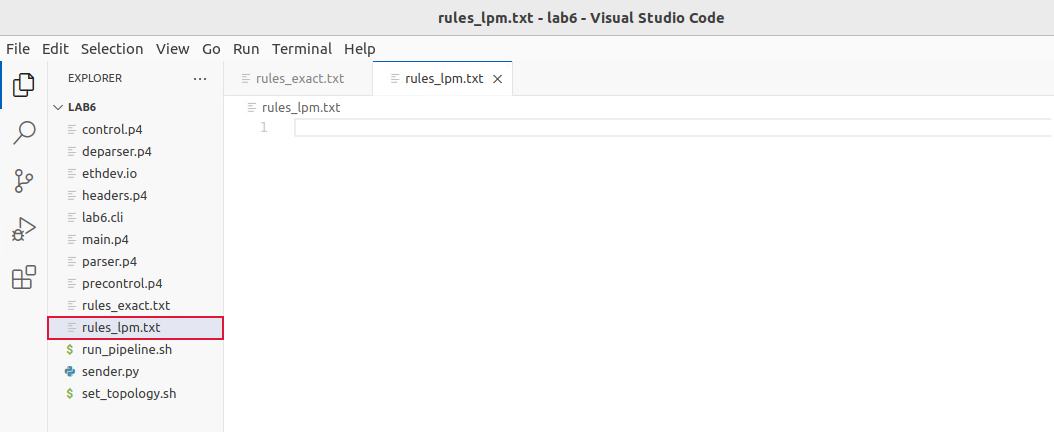 rules_lpm.txt - lab6 - Visual Studio Code
File Edit Selection View Go Run Terminal Help
EXPLORER ···
LAB6
control.p4
deparser.p4
ethdev.io
headers.p4
lab6.cli
main.p4
parser.p4
precontrol.p4
rules_exact.txt
rules_lpm.txt
$ run_pipeline.sh
sender.py
$ set_topology.sh
rules_exact.txt
rules_lpm.txt
rules_lpm.txt
1